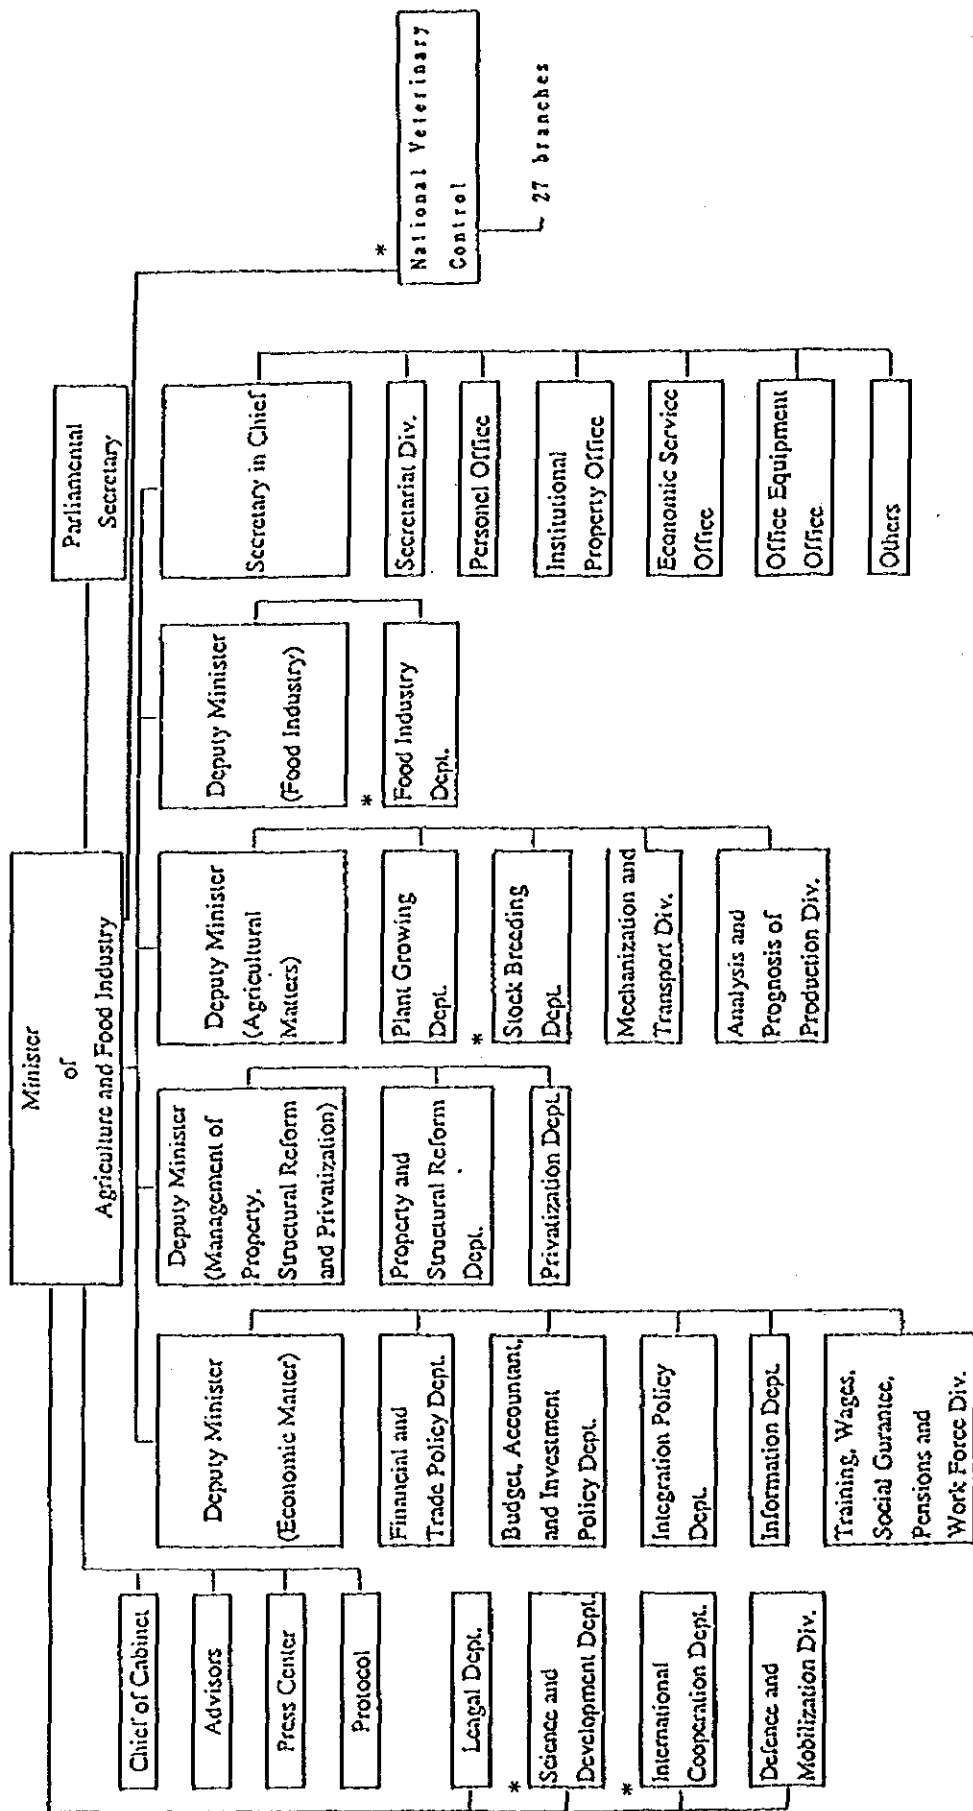 Minister
of
Agriculture and Food Industry
Parliamental
Secretary
Chief of Cabinet
Advisors
Press Center
Protocol
Leagal Dept.
*
Science and
Development Dept.
*
International
Cooperation Dept.
Defence and
Mobilization Div.
Deputy Minister
(Economic Matter)
Financial and
Trade Policy Dept.
Budget, Accountant,
and Investment
Policy Dept.
Integration Policy
Dept.
Information Dept.
Training, Wages,
Social Gurantee,
Pensions and
Work Force Div.
Deputy Minister
(Management of
Property,
Structural Reform
and Privatization)
Property and
Structural Reform
Dept.
Privatization Dept.
Deputy Minister
(Agricultural
Matters)
Plant Growing
Dept.
*
Stock Breeding
Dept.
Mechanization and
Transport Div.
Analysis and
Prognosis of
Production Div.
Deputy Minister
(Food Industry)
*
Food Industry
Dept.
Secretary in Chief
Secretarial Div.
Personel Office
Institutional
Property Office
Economic Service
Office
Office Equipment
Office.
Others
*
National Veterinary
Control
27 branches